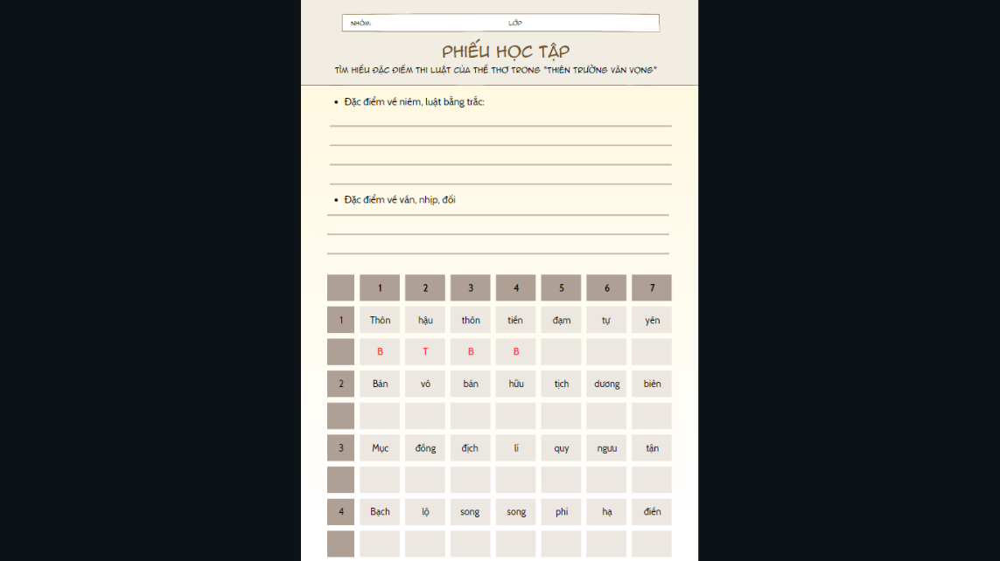 NHÓM: LỚP
PHIẾU HỌC TẬP
TÌM HIỂU ĐẶC ĐIỂM THI LUẬT CỦA THỂ THƠ TRONG "THIÊN TRƯỜNG VÃN VỌNG"
• Đặc điểm về niêm, luật bằng trắc:
• Đặc điểm về vần, nhịp, đối
1 2 3 4 5 6 7
1 Thôn hậu thôn tiền đạm tự yên
B T B B
2 Bán vô bán hữu tịch dương biên
3 Mục đồng địch lí quy ngưu tận
4 Bạch lộ song song phi hạ điền